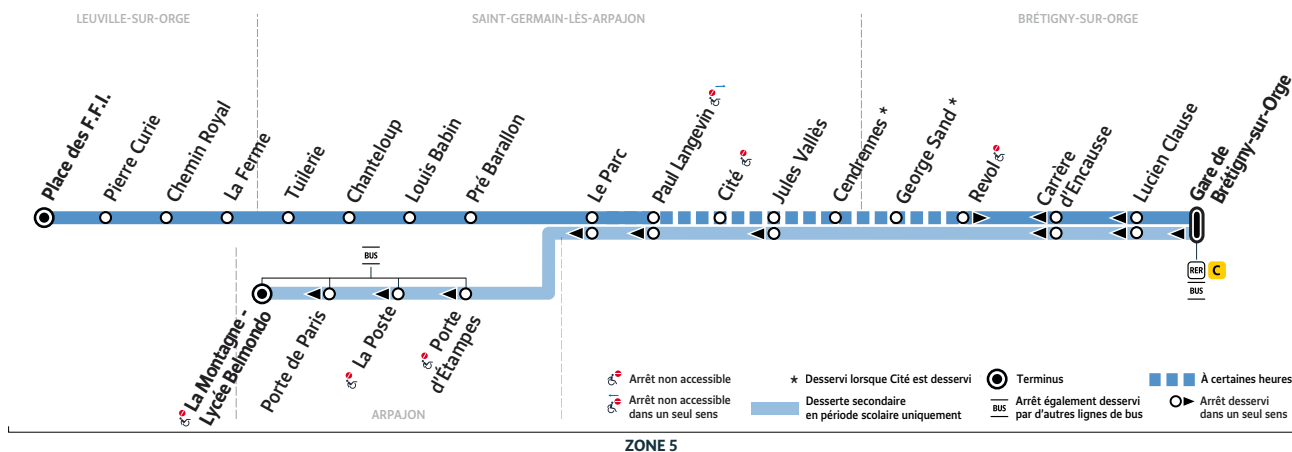 LEUVILLE-SUR-ORGE
SAINT-GERMAIN-LÈS-ARPAJON
BRÉTIGNY-SUR-ORGE
Place des F.F.I.
Pierre Curie
Chemin Royal
La Ferme
Tuilerie
Chanteloup
Louis Babin
Pré Barallon
Le Parc
Paul Langevin
Cité
Jules Vallès
Cendrennes *
George Sand *
Revol
Carrère
d'Encausse
Lucien Clause
Gare de
Brétigny-sur-Orge
RER C
BUS
BUS
La Montagne -
Lycée Belmondo
Porte de Paris
La Poste
Porte
d'Étampes
ARPAJON
Arrêt non accessible
Arrêt non accessible
dans un seul sens
* Desservi lorsque Cité est desservi
Desserte secondaire
en période scolaire uniquement
Terminus
BUS
Arrêt également desservi
par d'autres lignes de bus
À certaines heures
Arrêt desservi
dans un seul sens
ZONE 5